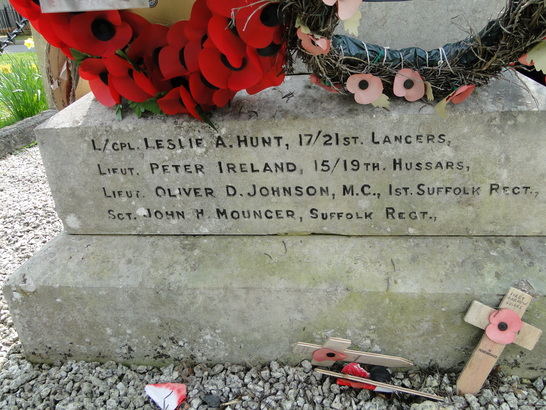 L/CPL. LESLIE A. HUNT, 17/21ST. LANCERS,
LIEUT. PETER IRELAND, 15/19TH. HUSSARS,
LIEUT. OLIVER D. JOHNSON, M.C., 1ST. SUFFOLK REGT.,
SGT. JOHN H. MOUNCER, SUFFOLK REGT.,